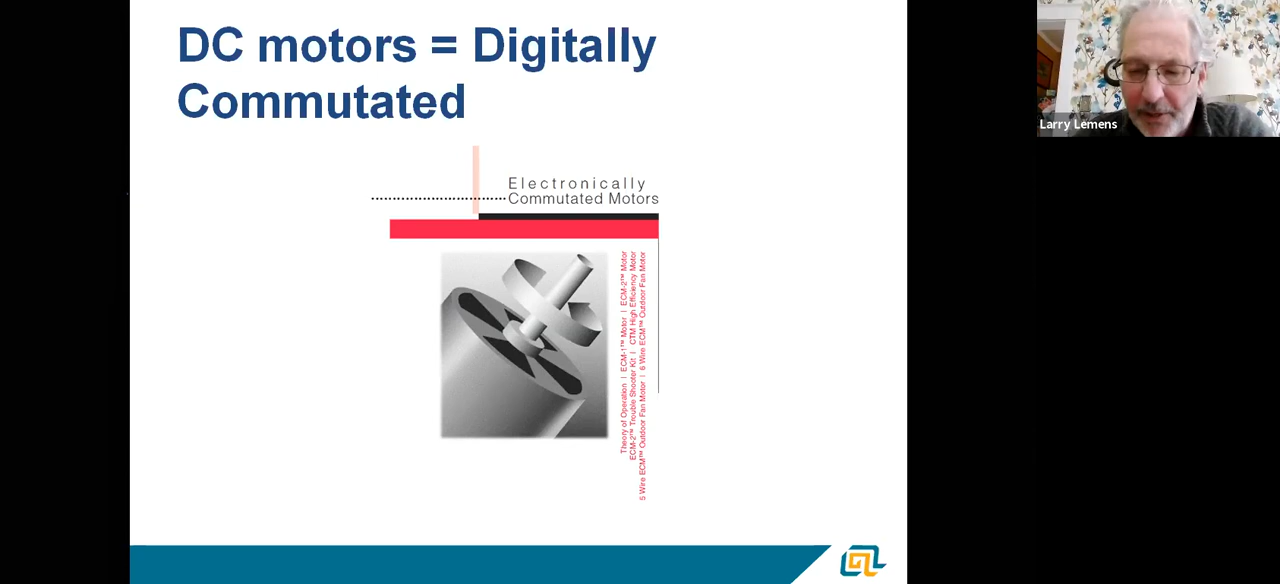 DC motors = Digitally
Commutated
Electronically
Commutated Motors
Theory of Operation | ECM-1™ Motor | ECM-2™ Motor
ECM-2™ Trouble Shooter Kit | CTM High Efficiency Motor
5 Wire ECM™ Outdoor Fan Motor | 6 Wire ECM™ Outdoor Fan Motor
Larry Lemens